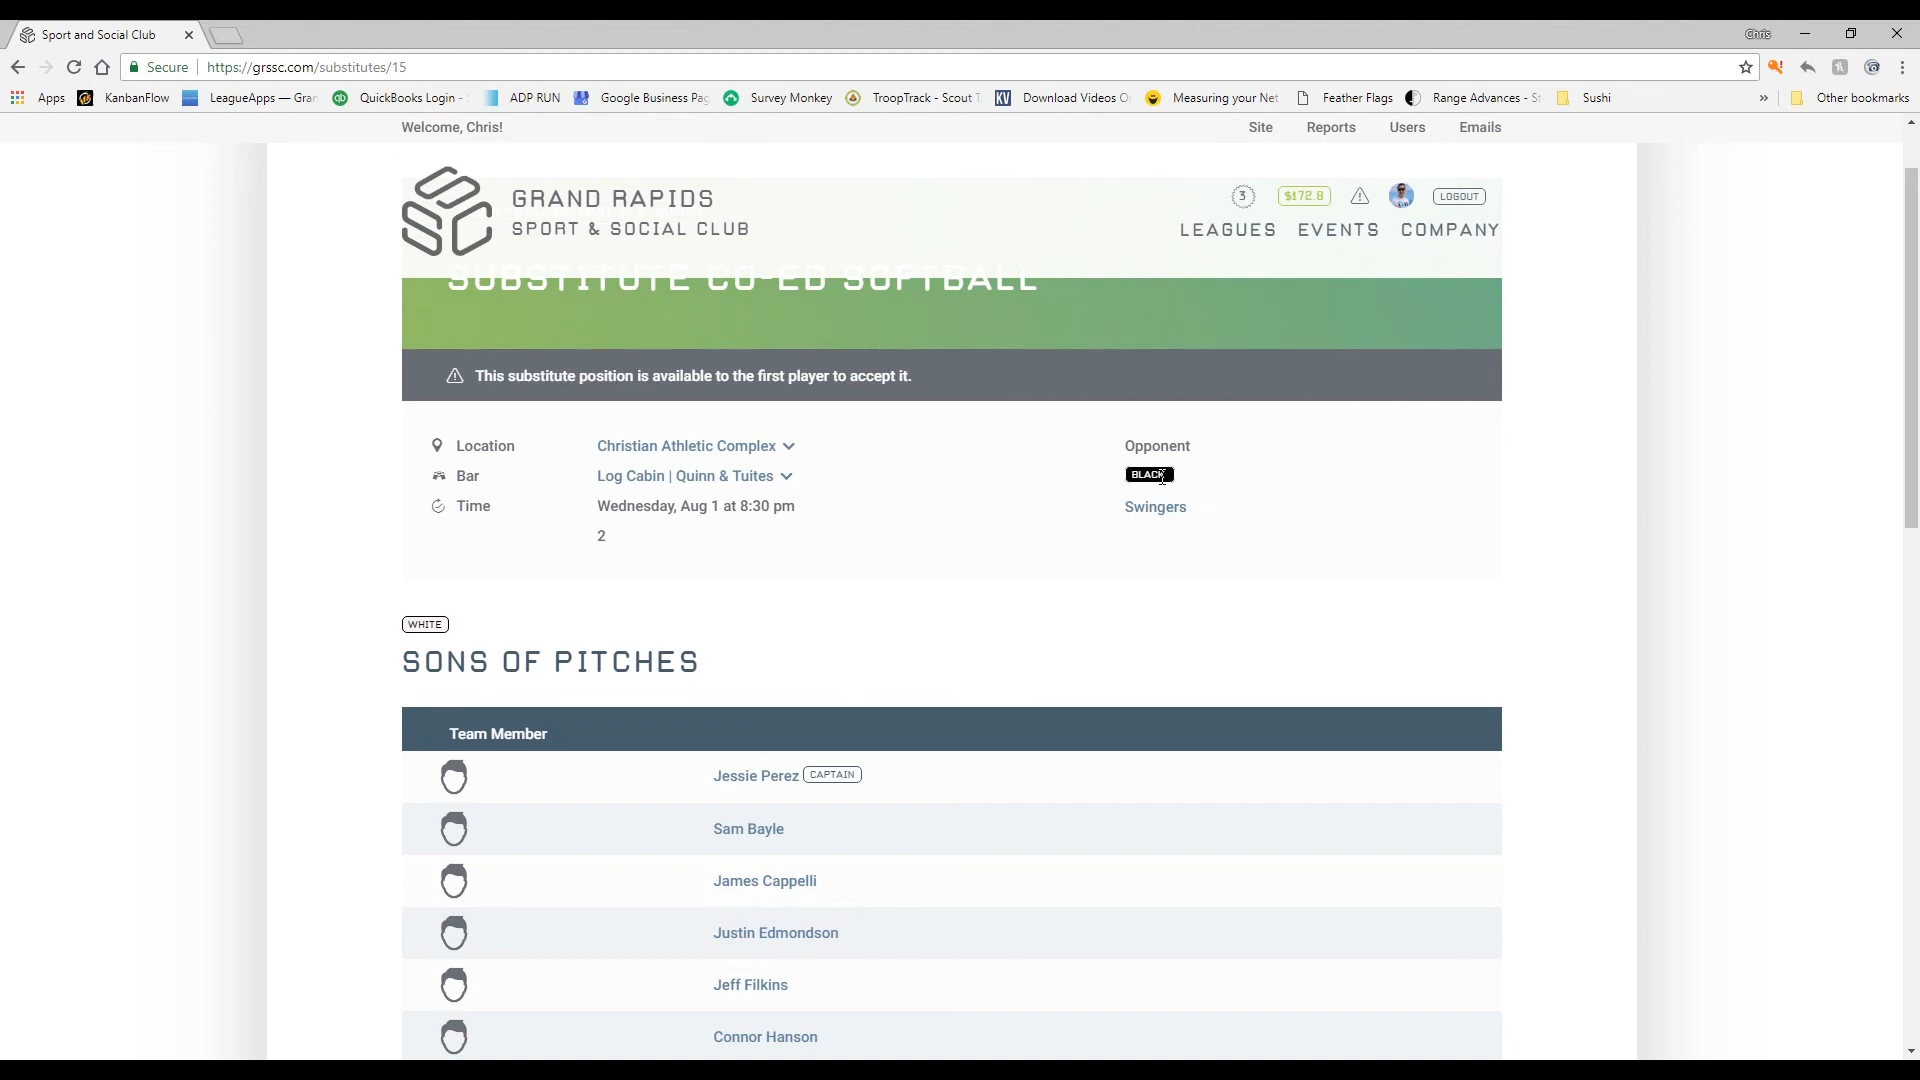 Sport and Social Club
Chris
Secure https://grssc.com/substitutes/15
Apps KanbanFlow LeagueApps — Gran QuickBooks Login - ADP RUN Google Business Pag Survey Monkey TroopTrack - Scout T Download Videos O Measuring your Net Feather Flags Range Advances - St Sushi » Other bookmarks
Welcome, Chris! Site Reports Users Emails
GRAND RAPIDS
SPORT & SOCIAL CLUB
3 $172.8 LOGOUT
LEAGUES EVENTS COMPANY
SUBSTITUTE CO-ED SOFTBALL
This substitute position is available to the first player to accept it.
Location Christian Athletic Complex Opponent
Bar Log Cabin | Quinn & Tuites BLACK
Time Wednesday, Aug 1 at 8:30 pm Swingers
2
WHITE
SONS OF PITCHES
Team Member
Jessie Perez CAPTAIN
Sam Bayle
James Cappelli
Justin Edmondson
Jeff Filkins
Connor Hanson